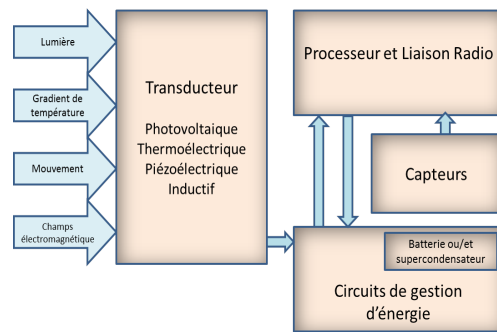 Lumière
Gradient de
température
Mouvement
Champs
électromagnétique
Transducteur
Photovoltaique
Thermoélectrique
Piézoélectrique
Inductif
Processeur et Liaison Radio
Capteurs
Batterie ou/et
supercondensateur
Circuits de gestion
d'énergie